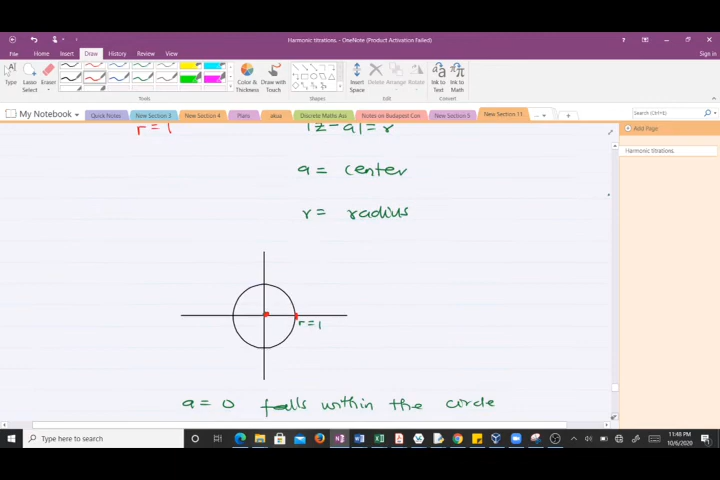 Harmonic titrations. - OneNote (Product Activation Failed)
File Home Insert Draw History Review View
Type
Lasso Select
Eraser
Color & Thickness
Draw with Touch
Insert Space
Ink to Text
Ink to Math
Tools
Shapes
Edit
Convert
My Notebook
Quick Notes
New Section 3
New Section 4
Plans
akua
Discrete Maths Ass
Notes on Budapest Con
New Section 5
New Section 11
Search (Ctrl+E)
Add Page
Harmonic titrations.
r = 1
|z - a| = r
a = center
r = radius
r = 1
a = 0 falls within the circle
Type here to search
11:48 PM
10/6/2020